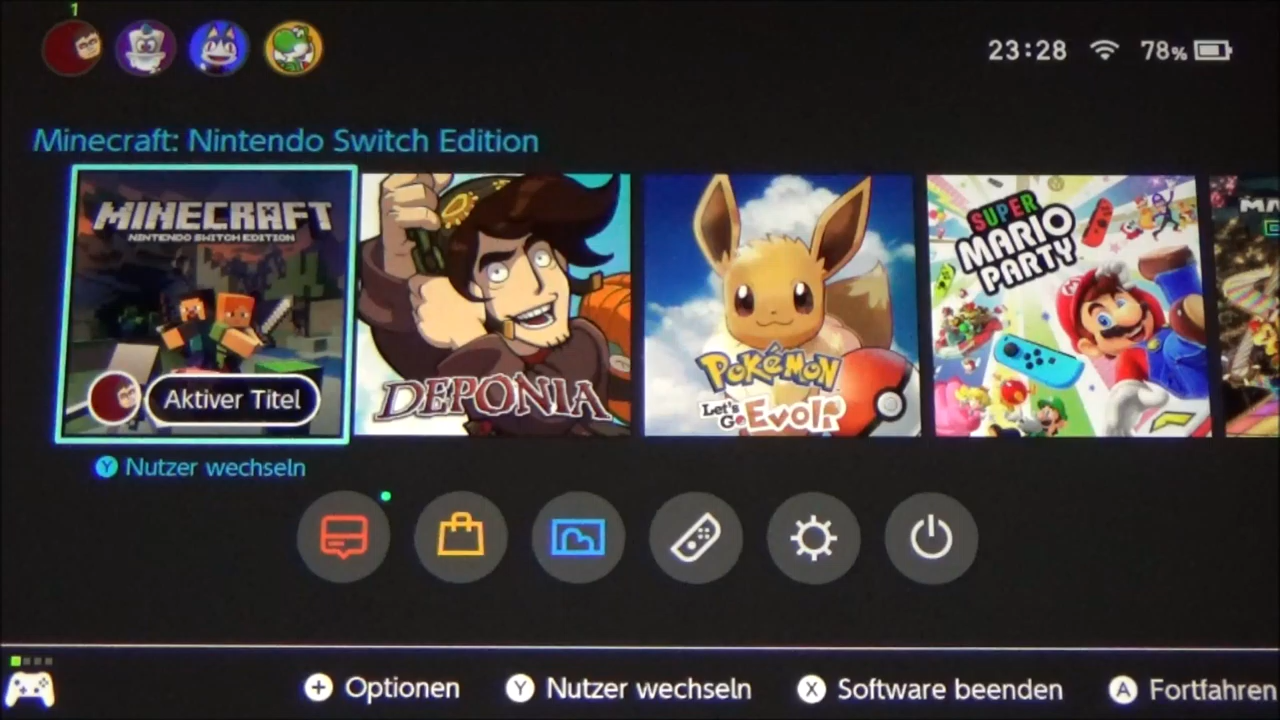 1
23:28
78%
Minecraft: Nintendo Switch Edition
MINECRAFT
NINTENDO SWITCH EDITION
Aktiver Titel
DEPONIA
POKéMON
Let's Go Evoli
SUPER
MARIO
PARTY
Y Nutzer wechseln
+ Optionen
Y Nutzer wechseln
X Software beenden
A Fortfahren